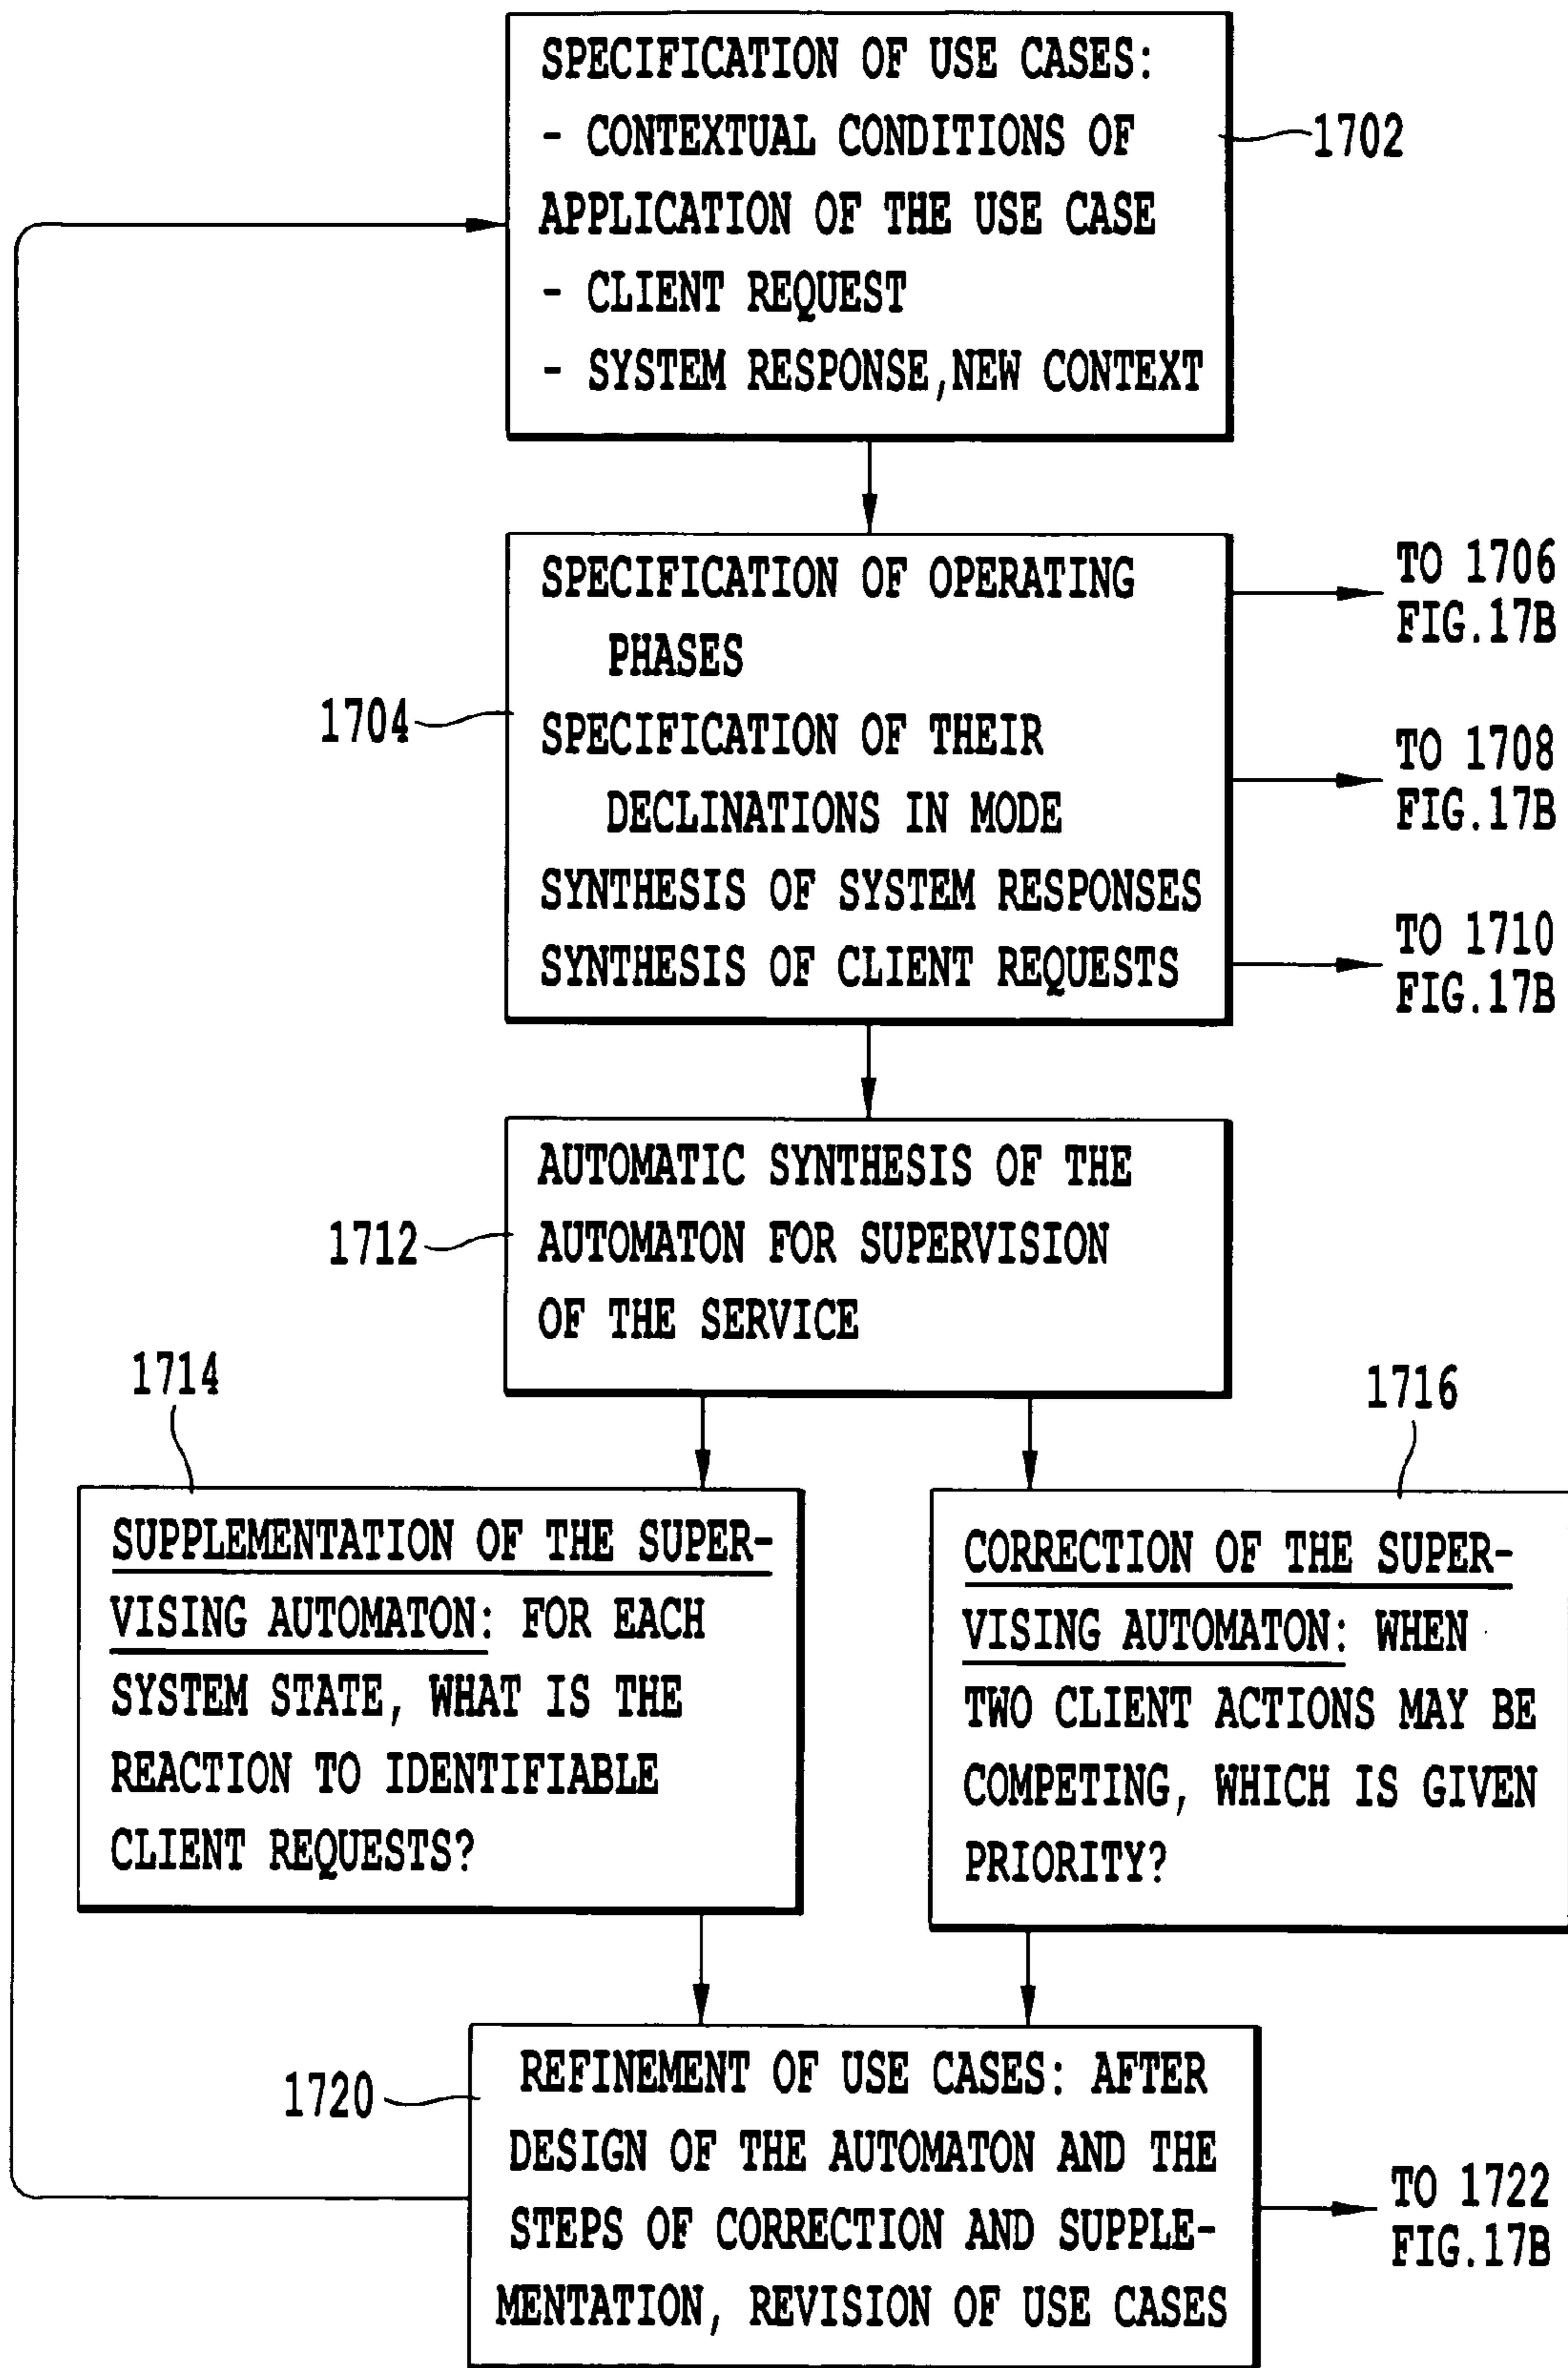 SPECIFICATION OF USE CASES:
- CONTEXTUAL CONDITIONS OF
APPLICATION OF THE USE CASE
- CLIENT REQUEST
- SYSTEM RESPONSE, NEW CONTEXT
1702
SPECIFICATION OF OPERATING
PHASES
SPECIFICATION OF THEIR
DECLINATIONS IN MODE
SYNTHESIS OF SYSTEM RESPONSES
SYNTHESIS OF CLIENT REQUESTS
1704
TO 1706
FIG.17B
TO 1708
FIG.17B
TO 1710
FIG.17B
AUTOMATIC SYNTHESIS OF THE
AUTOMATON FOR SUPERVISION
OF THE SERVICE
1712
1714
SUPPLEMENTATION OF THE SUPER-
VISING AUTOMATON: FOR EACH
SYSTEM STATE, WHAT IS THE
REACTION TO IDENTIFIABLE
CLIENT REQUESTS?
1716
CORRECTION OF THE SUPER-
VISING AUTOMATON: WHEN
TWO CLIENT ACTIONS MAY BE
COMPETING, WHICH IS GIVEN
PRIORITY?
1720
REFINEMENT OF USE CASES: AFTER
DESIGN OF THE AUTOMATON AND THE
STEPS OF CORRECTION AND SUPPLE-
MENTATION, REVISION OF USE CASES
TO 1722
FIG.17B